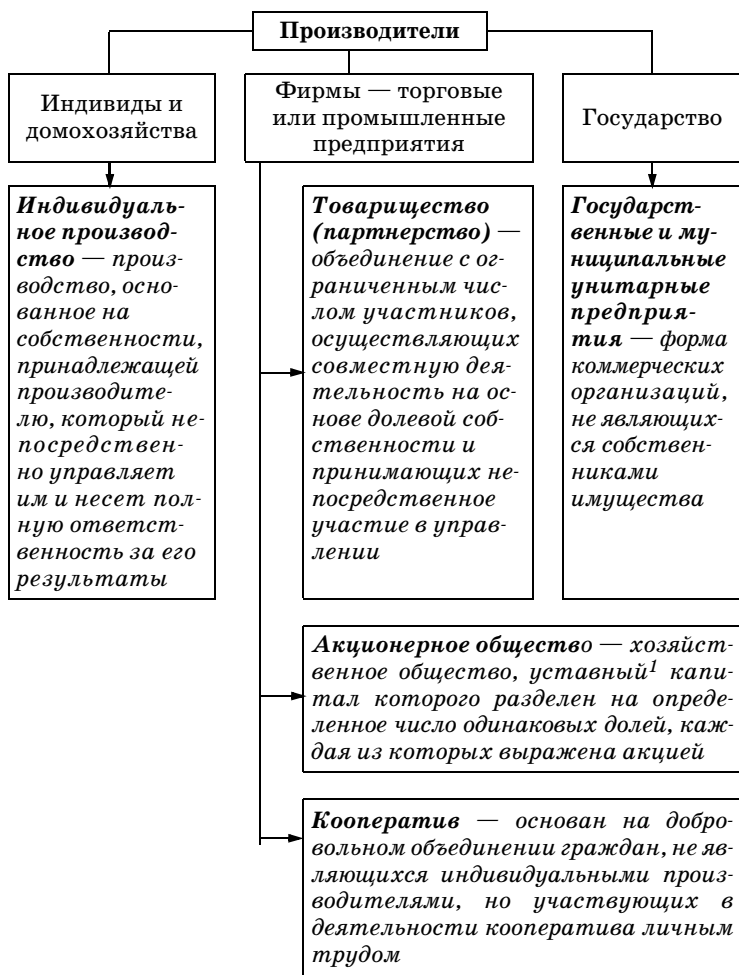 Производители
Индивиды и
домохозяйства
Фирмы — торговые
или промышленные
предприятия
Государство
Индивидуаль-
ное производ-
ство — произ-
водство, осно-
ванное на
собственности,
принадлежащей
производите-
лю, который не-
посредствен-
но управляет
им и несет пол-
ную ответст-
венность за его
результаты
Товарищество
(партнерство) —
объединение с ог-
раниченным чис-
лом участников,
осуществляющих
совместную дея-
тельность на ос-
нове долевой соб-
ственности и
принимающих не-
посредственное
участие в управ-
лении
Государст-
венные и му-
ниципальные
унитарные
предприя-
тия — форма
коммерческих
организаций,
не являющих-
ся собствен-
никами
имущества
Акционерное общество — хозяйст-
венное общество, уставный1 капи-
тал которого разделен на опреде-
ленное число одинаковых долей, каж-
дая из которых выражена акцией
Кооператив — основан на добро-
вольном объединении граждан, не яв-
ляющихся индивидуальными произ-
водителями, но участвующих в
деятельности кооператива личным
трудом